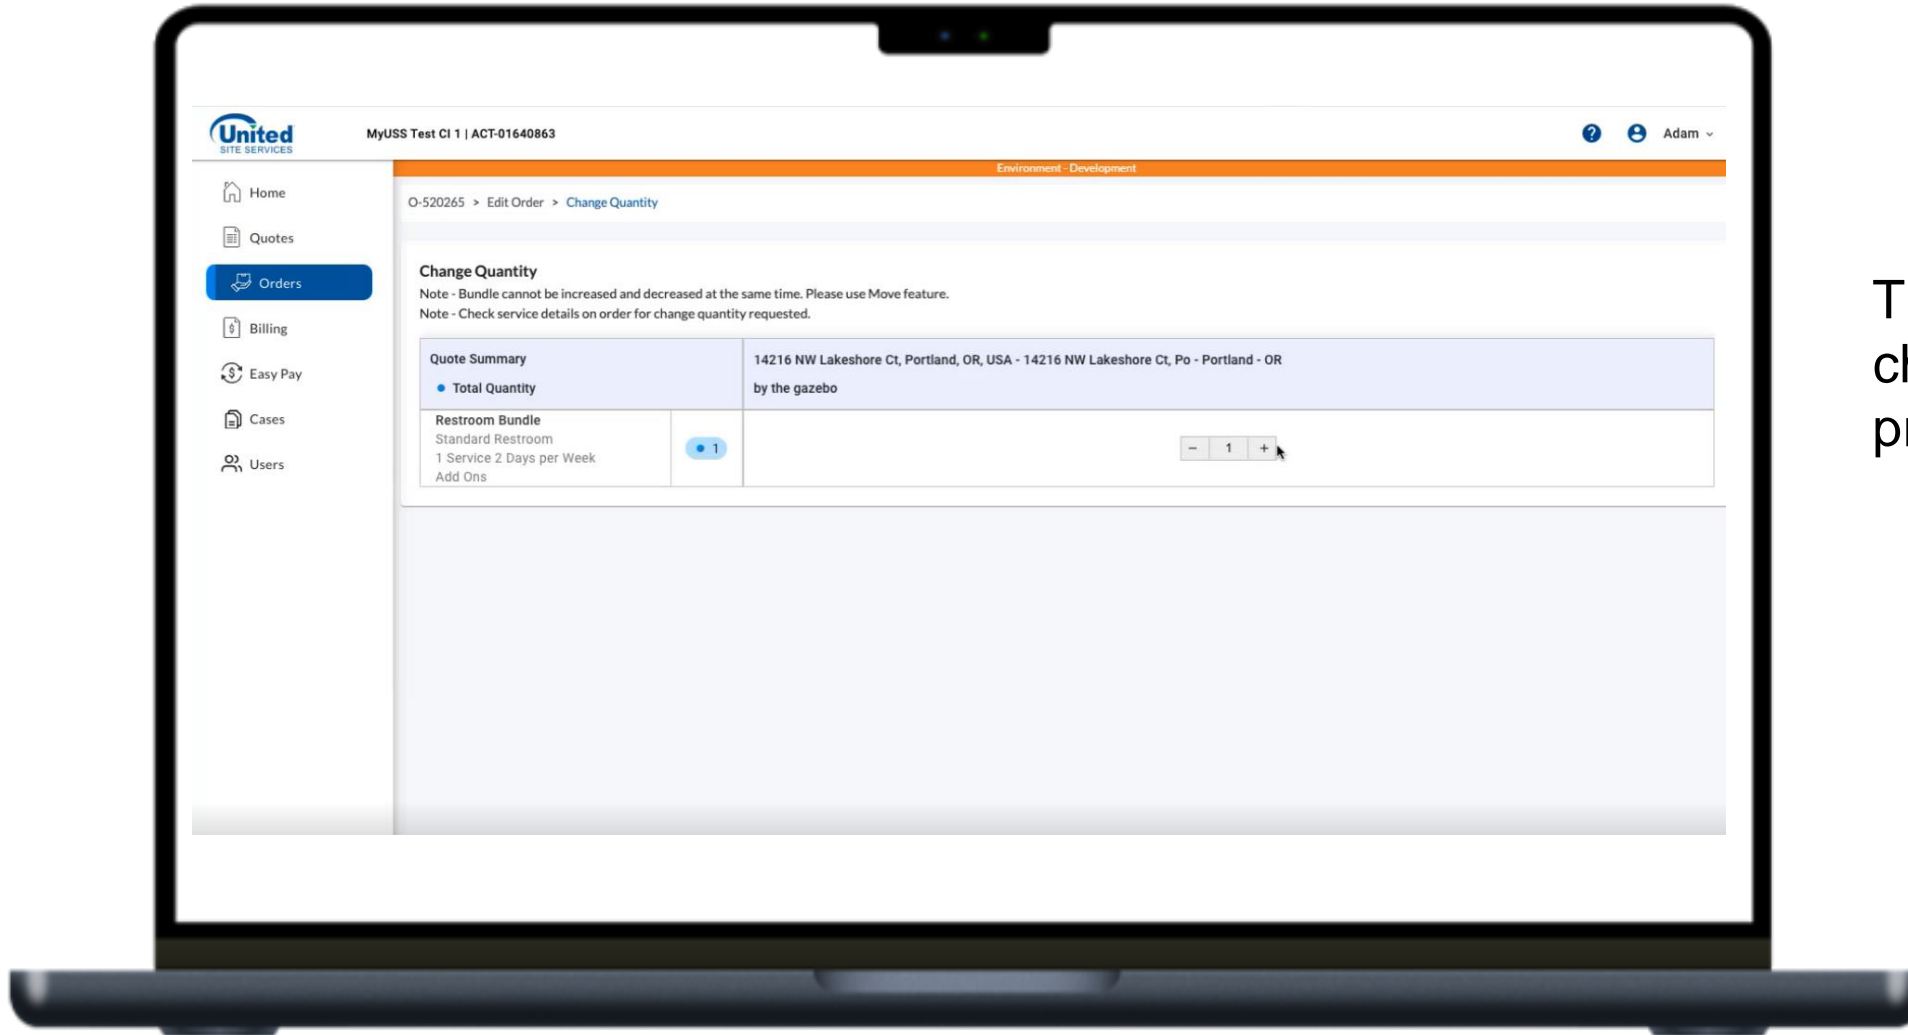 United
SITE SERVICES
MyUSS Test CI 1 | ACT-01640863
Adam
Environment - Development
Home
Quotes
Orders
Billing
Easy Pay
Cases
Users
O-520265 > Edit Order > Change Quantity
Change Quantity
Note - Bundle cannot be increased and decreased at the same time. Please use Move feature.
Note - Check service details on order for change quantity requested.
Quote Summary
Total Quantity
14216 NW Lakeshore Ct, Portland, OR, USA - 14216 NW Lakeshore Ct, Po - Portland - OR
by the gazebo
Restroom Bundle
Standard Restroom
1 Service 2 Days per Week
Add Ons
1
- 1 +